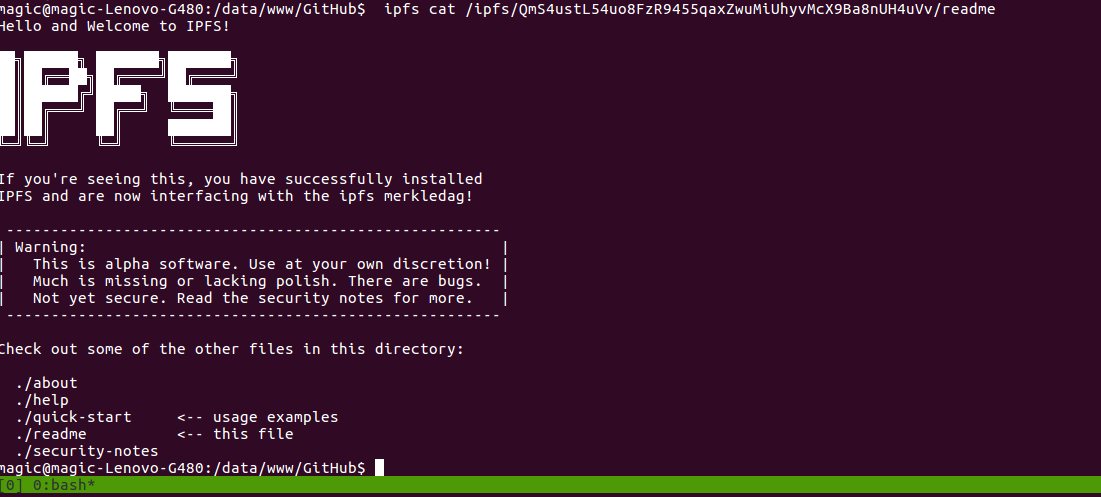 magic@magic-Lenovo-G480:/data/www/GitHub$  ipfs cat /ipfs/QmS4ustL54uo8FzR9455qaxZwuMiUhyvMcX9Ba8nUH4uVv/readme
Hello and Welcome to IPFS!
IPFS
If you're seeing this, you have successfully installed
IPFS and are now interfacing with the ipfs merkledag!
 -------------------------------------------------------
| Warning:                                              |
|   This is alpha software. Use at your own discretion! |
|   Much is missing or lacking polish. There are bugs.  |
|   Not yet secure. Read the security notes for more.   |
 -------------------------------------------------------
Check out some of the other files in this directory:
  ./about
  ./help
  ./quick-start     <-- usage examples
  ./readme          <-- this file
  ./security-notes
magic@magic-Lenovo-G480:/data/www/GitHub$
[0] 0:bash*